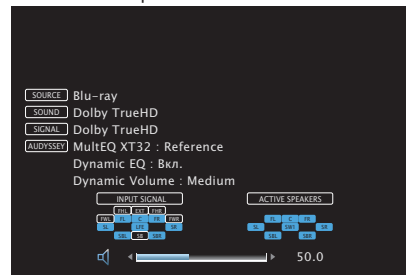 SOURCE Blu-ray
SOUND Dolby TrueHD
SIGNAL Dolby TrueHD
AUDYSSEY MultEQ XT32 : Reference
Dynamic EQ : Вкл.
Dynamic Volume : Medium
INPUT SIGNAL ACTIVE SPEAKERS
FHL EXT FHR
FWL FL C FR FWR FL C FR
SL LFE SR SL SW1 SR
SBL SB SBR SBL SBR
50.0